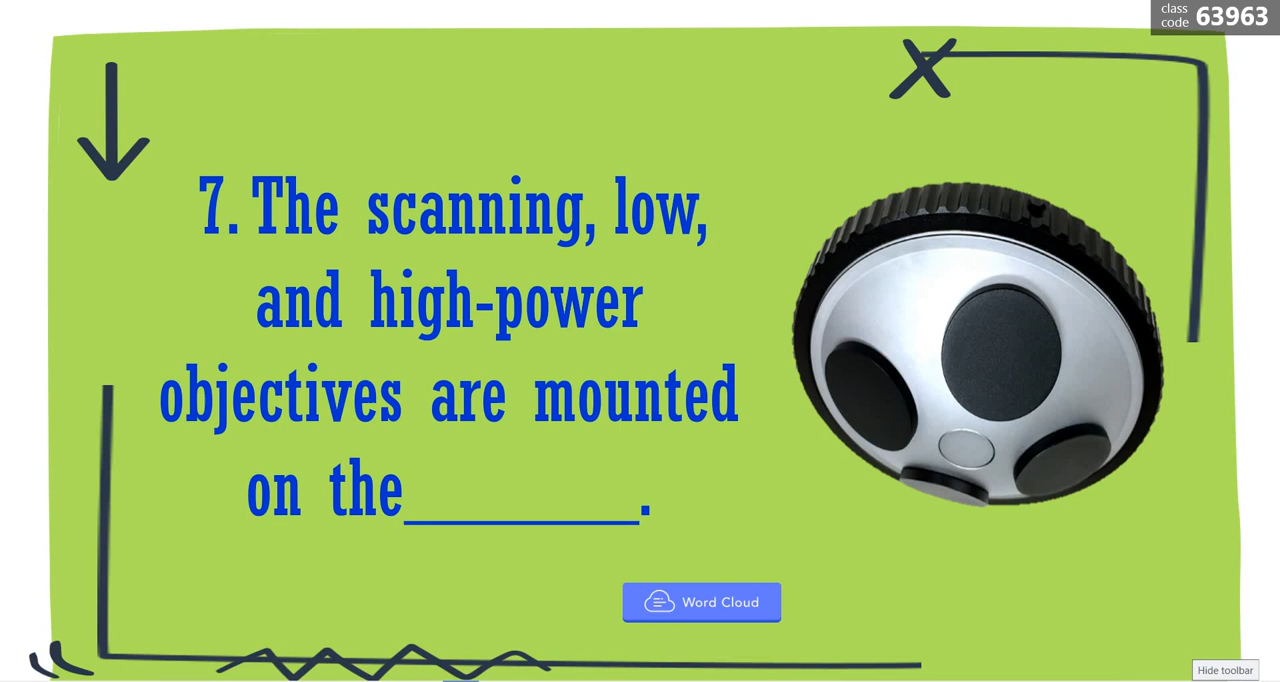 class
code 63963
7. The scanning, low,
and high-power
objectives are mounted
on the________.
Word Cloud
Hide toolbar